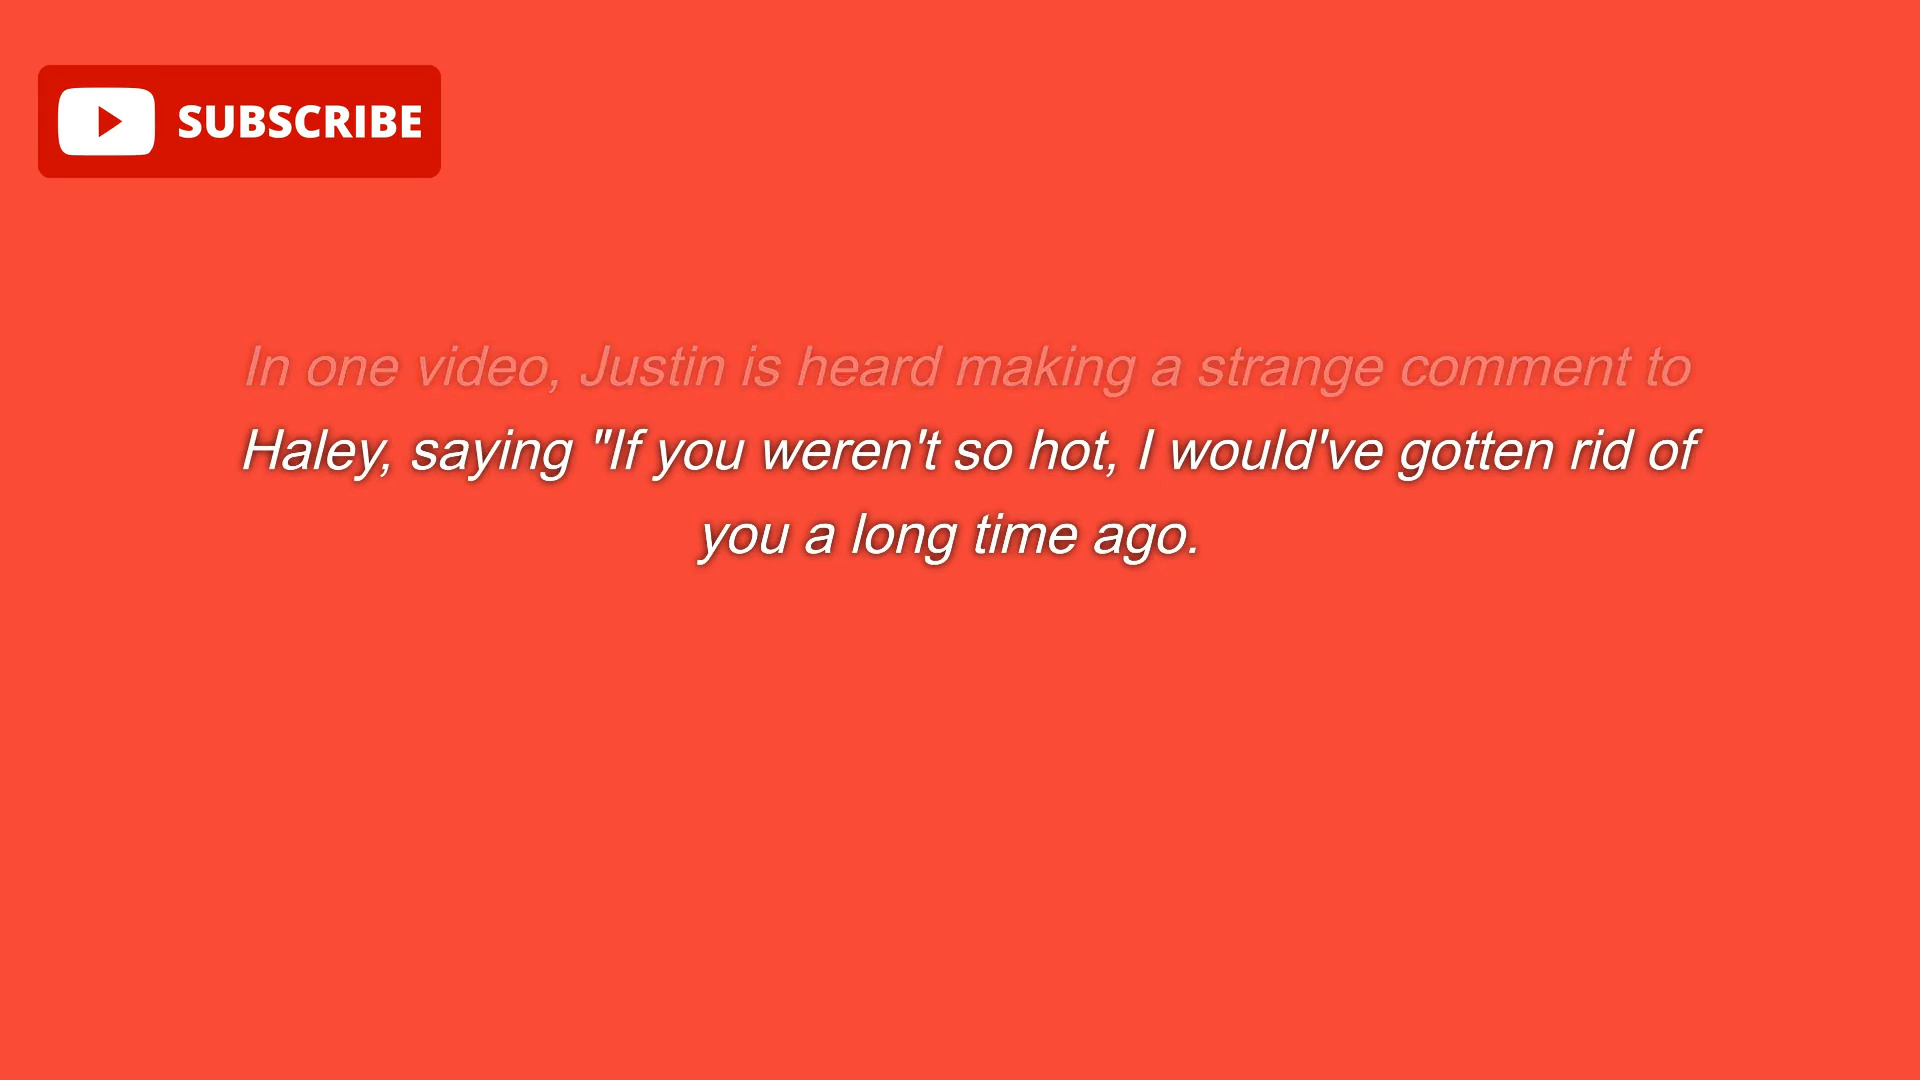 SUBSCRIBE
In one video, Justin is heard making a strange comment to
Haley, saying "If you weren't so hot, I would've gotten rid of
you a long time ago.